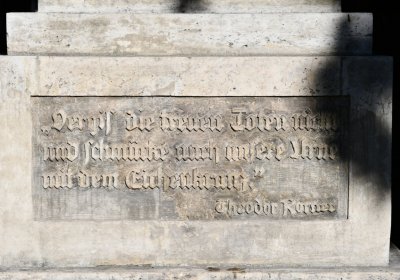 „Vergiß die treuen Toten nicht
und schmücke auch unsere Urne
mit dem Eichenkranz."
Theodor Körner